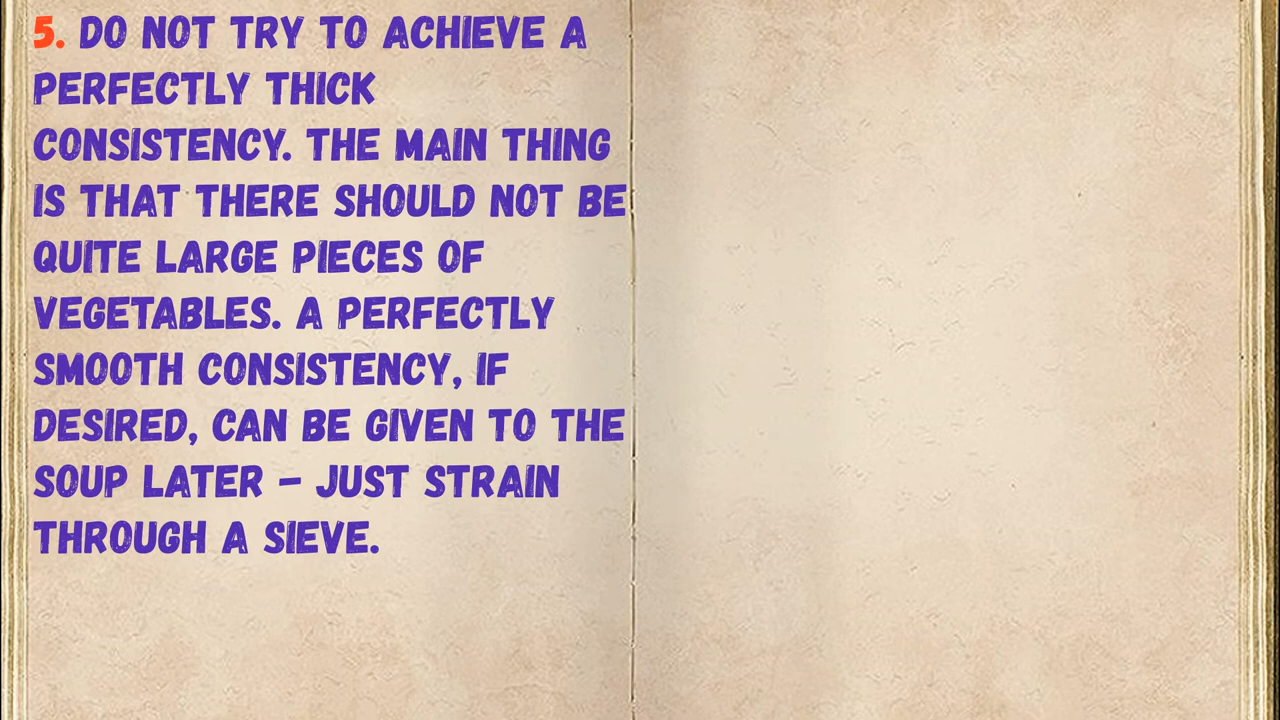 5. DO NOT TRY TO ACHIEVE A
PERFECTLY THICK
CONSISTENCY. THE MAIN THING
IS THAT THERE SHOULD NOT BE
QUITE LARGE PIECES OF
VEGETABLES. A PERFECTLY
SMOOTH CONSISTENCY, IF
DESIRED, CAN BE GIVEN TO THE
SOUP LATER – JUST STRAIN
THROUGH A SIEVE.